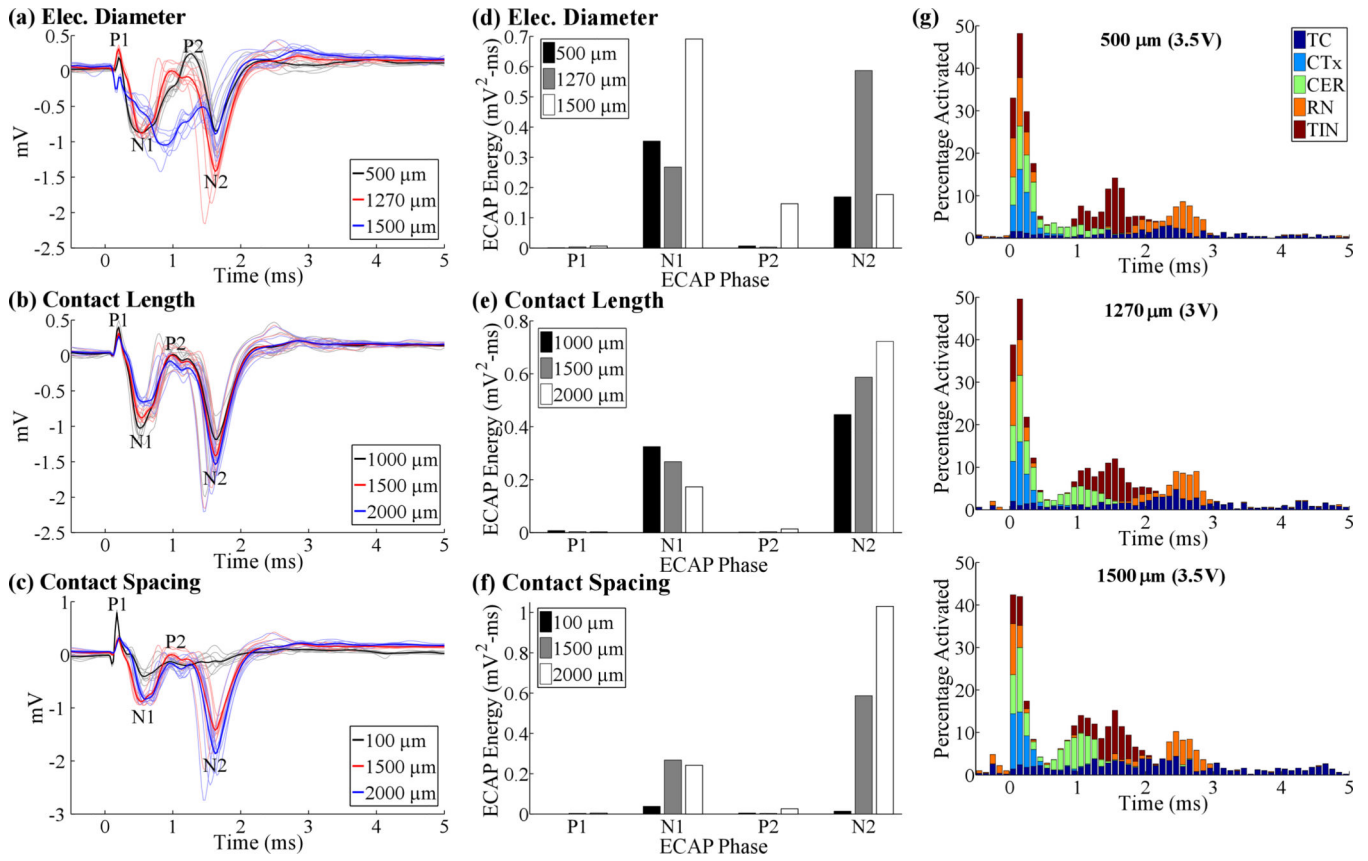 (a) Elec. Diameter
0.5
0
-0.5
-1
-1.5
-2
-2.5
mV
P1
P2
N1
N2
500 μm
1270 μm
1500 μm
0
1
2
3
4
5
Time (ms)
(b) Contact Length
0.5
0
-0.5
-1
-1.5
-2
-2.5
mV
P1
P2
N1
N2
1000 μm
1500 μm
2000 μm
0
1
2
3
4
5
Time (ms)
(c) Contact Spacing
1
0
-1
-2
-3
mV
P1
P2
N1
N2
100 μm
1500 μm
2000 μm
0
1
2
3
4
5
Time (ms)
(d) Elec. Diameter
0.7
0.6
0.5
0.4
0.3
0.2
0.1
0
ECAP Energy (mV²-ms)
500 μm
1270 μm
1500 μm
P1
N1
P2
N2
ECAP Phase
(e) Contact Length
0.8
0.6
0.4
0.2
0
ECAP Energy (mV²-ms)
1000 μm
1500 μm
2000 μm
P1
N1
P2
N2
ECAP Phase
(f) Contact Spacing
1
0.8
0.6
0.4
0.2
0
ECAP Energy (mV²-ms)
100 μm
1500 μm
2000 μm
P1
N1
P2
N2
ECAP Phase
(g)
500 μm (3.5V)
TC
CTx
CER
RN
TIN
50
40
30
20
10
0
Percentage Activated
0
1
2
3
4
5
Time (ms)
1270 μm (3V)
50
40
30
20
10
0
Percentage Activated
0
1
2
3
4
5
Time (ms)
1500 μm (3.5V)
50
40
30
20
10
0
Percentage Activated
0
1
2
3
4
5
Time (ms)